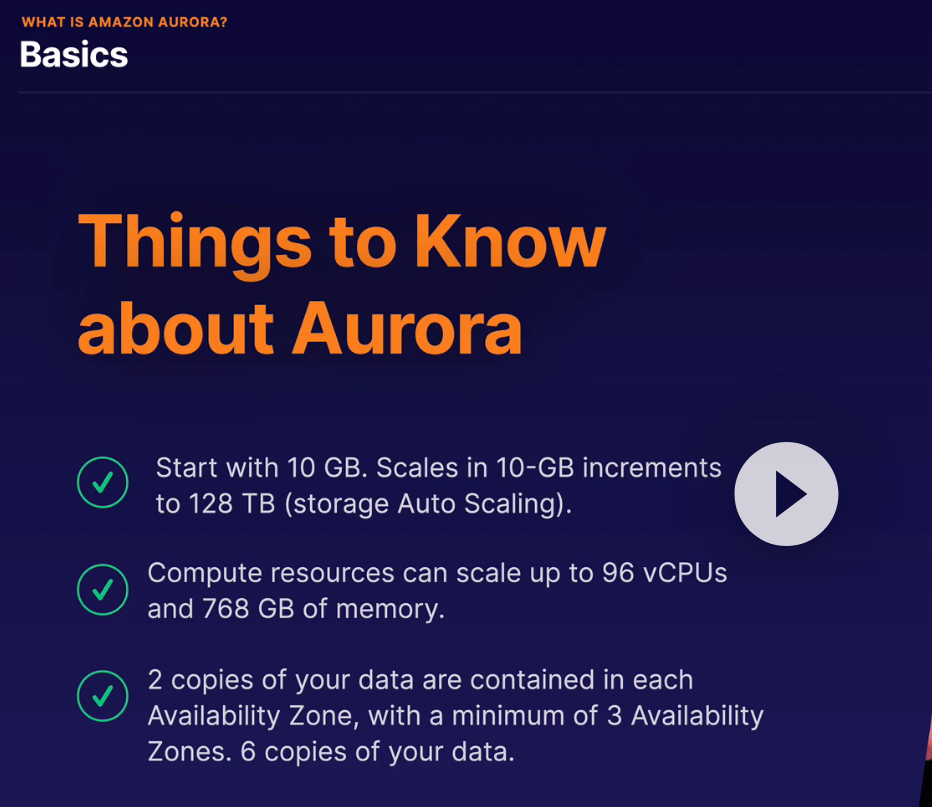 WHAT IS AMAZON AURORA?
Basics
Things to Know
about Aurora
Start with 10 GB. Scales in 10-GB increments
to 128 TB (storage Auto Scaling).
Compute resources can scale up to 96 vCPUs
and 768 GB of memory.
2 copies of your data are contained in each
Availability Zone, with a minimum of 3 Availability
Zones. 6 copies of your data.